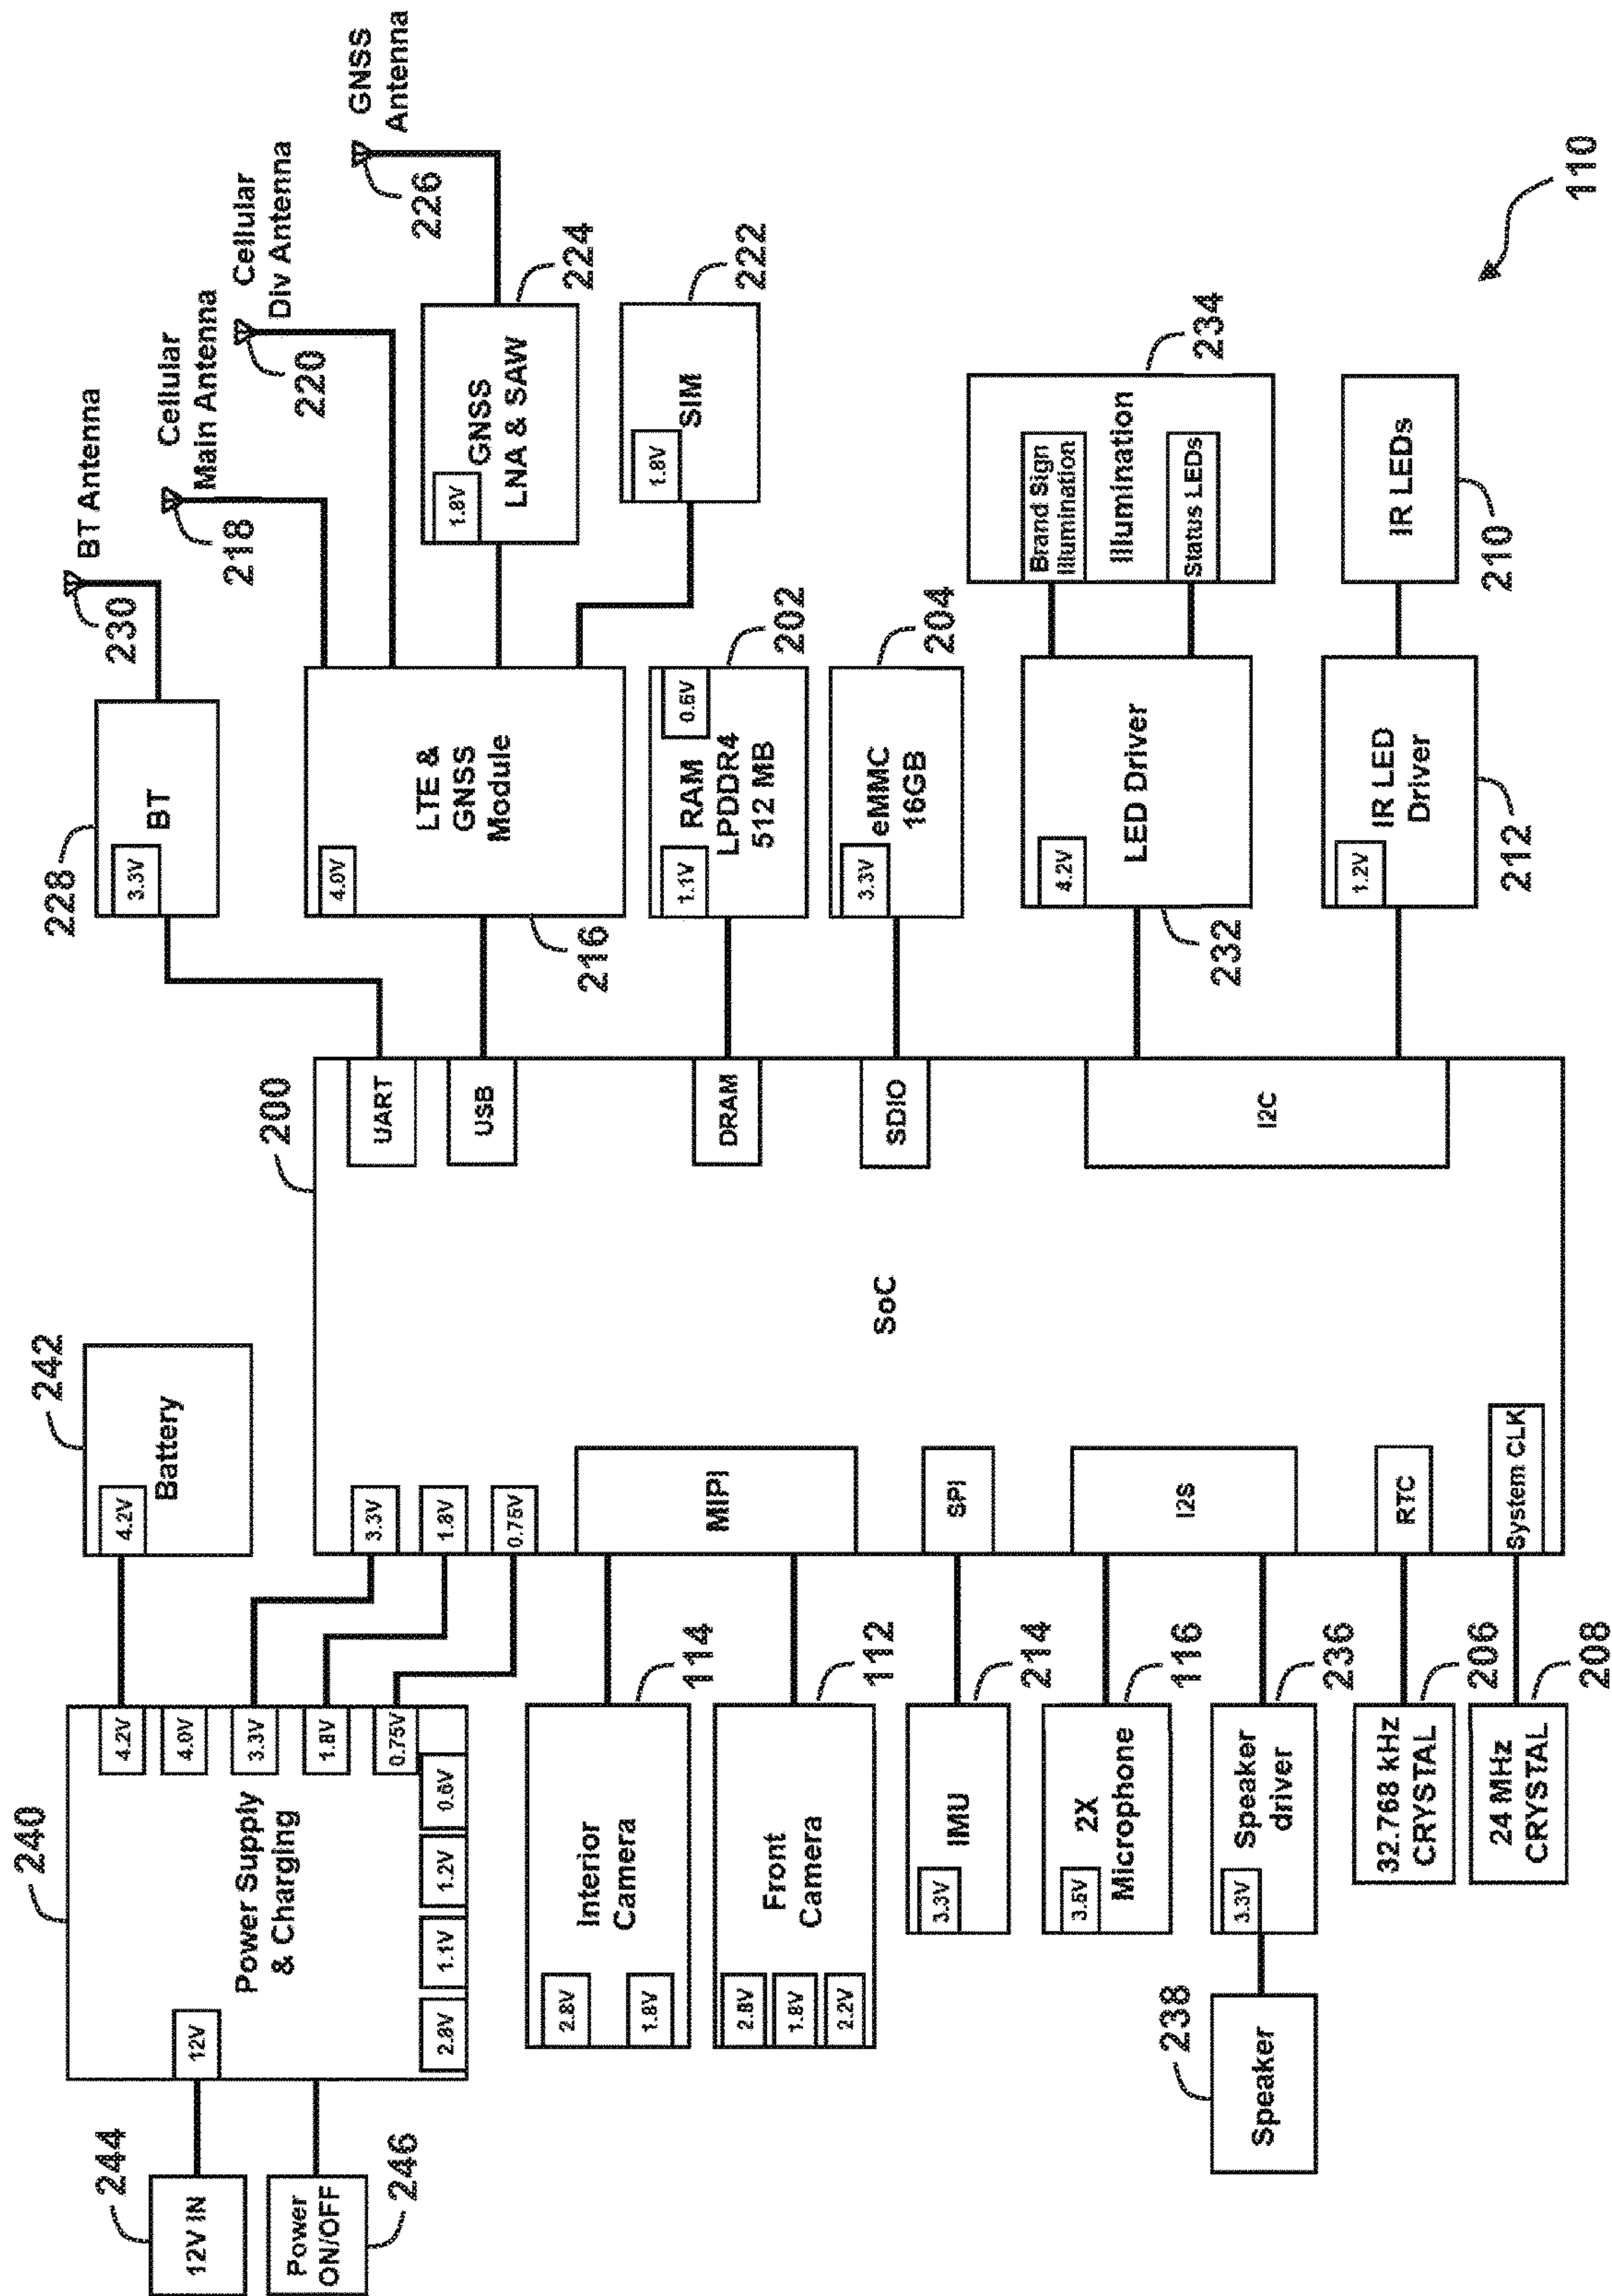 244
12V IN
Power
ON/OFF
246
240
12V
Power Supply
& Charging
4.2V
4.0V
3.3V
1.8V
0.75V
2.8V
1.1V
1.2V
0.6V
242
4.2V
Battery
2.8V
1.8V
Interior
Camera
114
2.8V
1.8V
2.2V
Front
Camera
112
3.3V
IMU
214
3.6V
2X
Microphone
116
238
Speaker
3.3V
Speaker
driver
236
32.768 kHz
CRYSTAL
206
24 MHz
CRYSTAL
208
200
3.3V
1.8V
0.75V
MIPI
SPI
I2S
RTC
System CLK
SoC
UART
USB
DRAM
SDIO
I2C
228
3.3V
BT
230
BT Antenna
4.0V
LTE &
GNSS
Module
216
218
Cellular
Main Antenna
220
Cellular
Div Antenna
1.8V
GNSS
LNA & SAW
224
226
GNSS
Antenna
1.8V
SIM
222
1.1V
0.6V
RAM
LPDDR4
512 MB
202
3.3V
eMMC
16GB
204
4.2V
LED Driver
232
Brand Sign
Illumination
Illumination
Status LEDs
234
1.2V
IR LED
Driver
212
IR LEDs
210
110